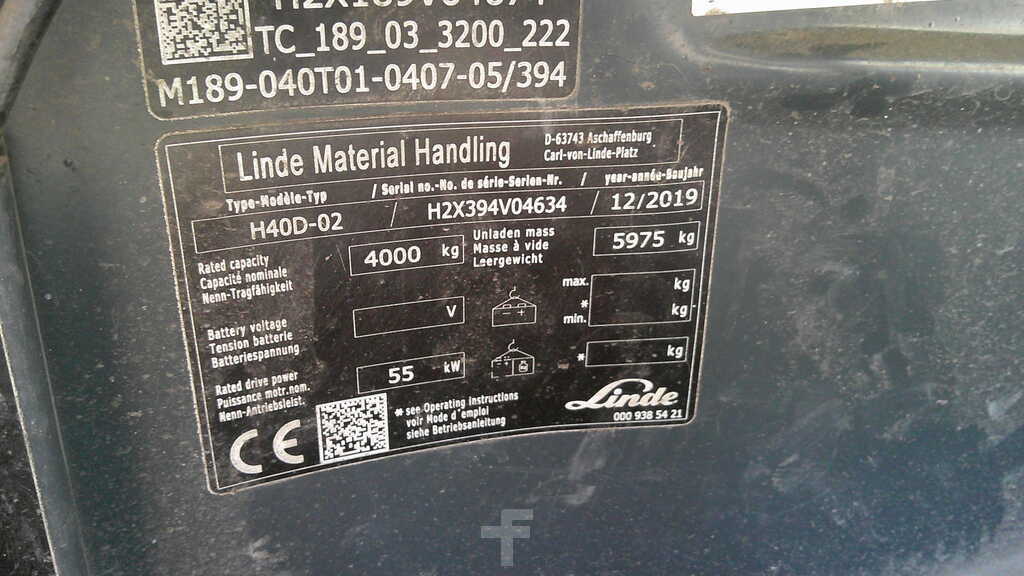 TC_189_03_3200_222
M189-040T01-0407-05/394
Linde Material Handling
D-63743 Aschaffenburg
Carl-von-Linde-Platz
Type-Modèle-Typ / Serial no.-No. de série-Serien-Nr. / year-année-Baujahr
H40D-02 / H2X394V04634 / 12/2019
Rated capacity
Capacité nominale
Nenn-Tragfähigkeit
4000 kg
Unladen mass
Masse à vide
Leergewicht
5975 kg
Battery voltage
Tension batterie
Batteriespannung
V
- +
max. kg
*
min. kg
Rated drive power
Puissance mot.nom.
Nenn-Antriebsleist.
55 kW
* kg
CE
* see Operating Instructions
voir Mode d'emploi
siehe Betriebsanleitung
Linde
000 938 54 21